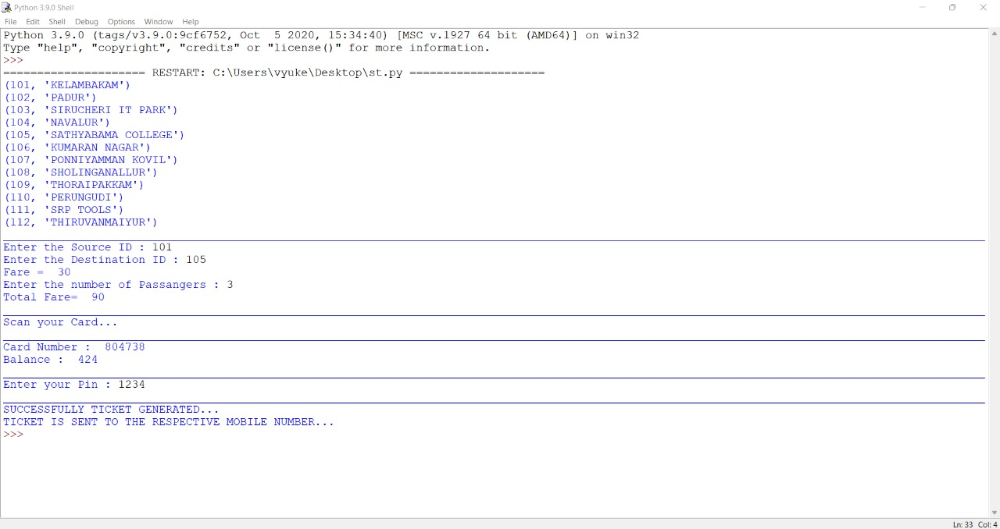 Python 3.9.0 Shell
File Edit Shell Debug Options Window Help
Python 3.9.0 (tags/v3.9.0:9cf6752, Oct  5 2020, 15:34:40) [MSC v.1927 64 bit (AMD64)] on win32
Type "help", "copyright", "credits" or "license()" for more information.
>>>
===================== RESTART: C:\Users\vyuke\Desktop\st.py ====================
(101, 'KELAMBAKAM')
(102, 'PADUR')
(103, 'SIRUCHERI IT PARK')
(104, 'NAVALUR')
(105, 'SATHYABAMA COLLEGE')
(106, 'KUMARAN NAGAR')
(107, 'PONNIYAMMAN KOVIL')
(108, 'SHOLINGANALLUR')
(109, 'THORAIPAKKAM')
(110, 'PERUNGUDI')
(111, 'SRP TOOLS')
(112, 'THIRUVANMAIYUR')
Enter the Source ID : 101
Enter the Destination ID : 105
Fare =  30
Enter the number of Passangers : 3
Total Fare=  90
Scan your Card...
Card Number :  804738
Balance :  424
Enter your Pin : 1234
SUCCESSFULLY TICKET GENERATED...
TICKET IS SENT TO THE RESPECTIVE MOBILE NUMBER...
>>>
Ln: 33 Col: 4